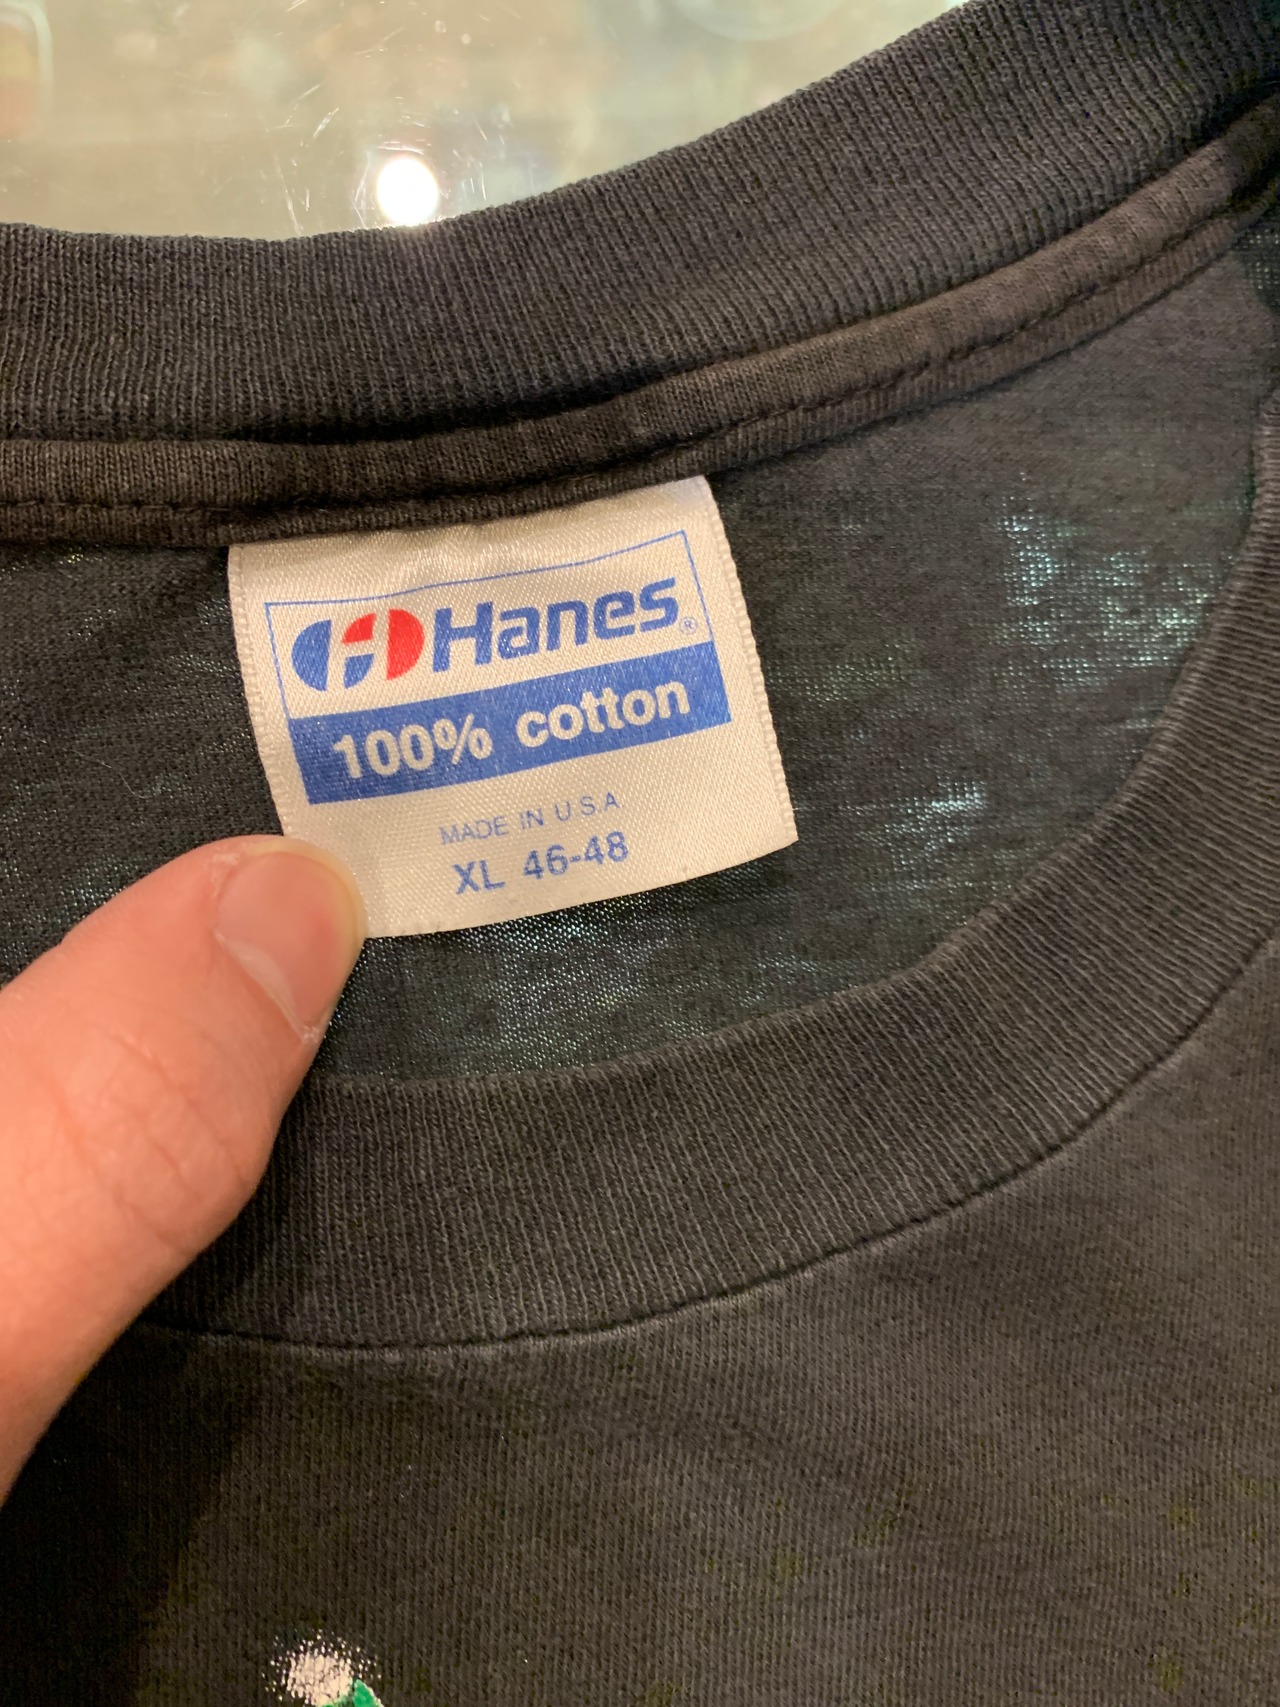 Hanes®
100% cotton
MADE IN U.S.A
XL 46-48